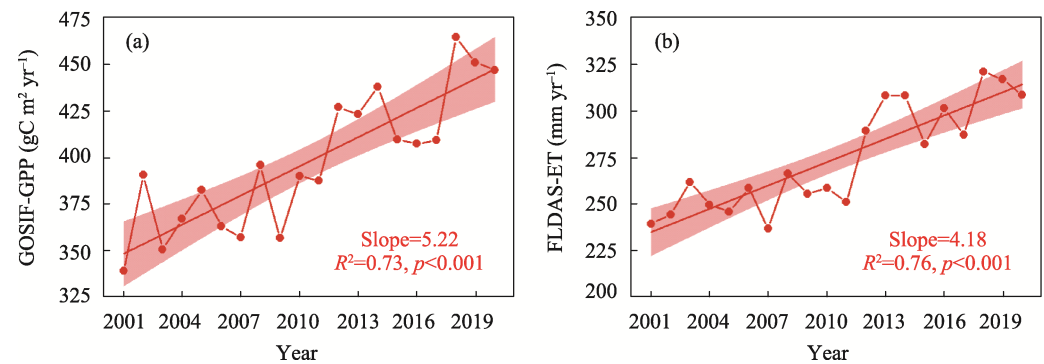 (a)
GOSIF-GPP (gC m² yr⁻¹)
475
450
425
400
375
350
325
Slope=5.22
R²=0.73, p<0.001
2001 2004 2007 2010 2013 2016 2019
Year
(b)
FLDAS-ET (mm yr⁻¹)
350
325
300
275
250
225
200
Slope=4.18
R²=0.76, p<0.001
2001 2004 2007 2010 2013 2016 2019
Year